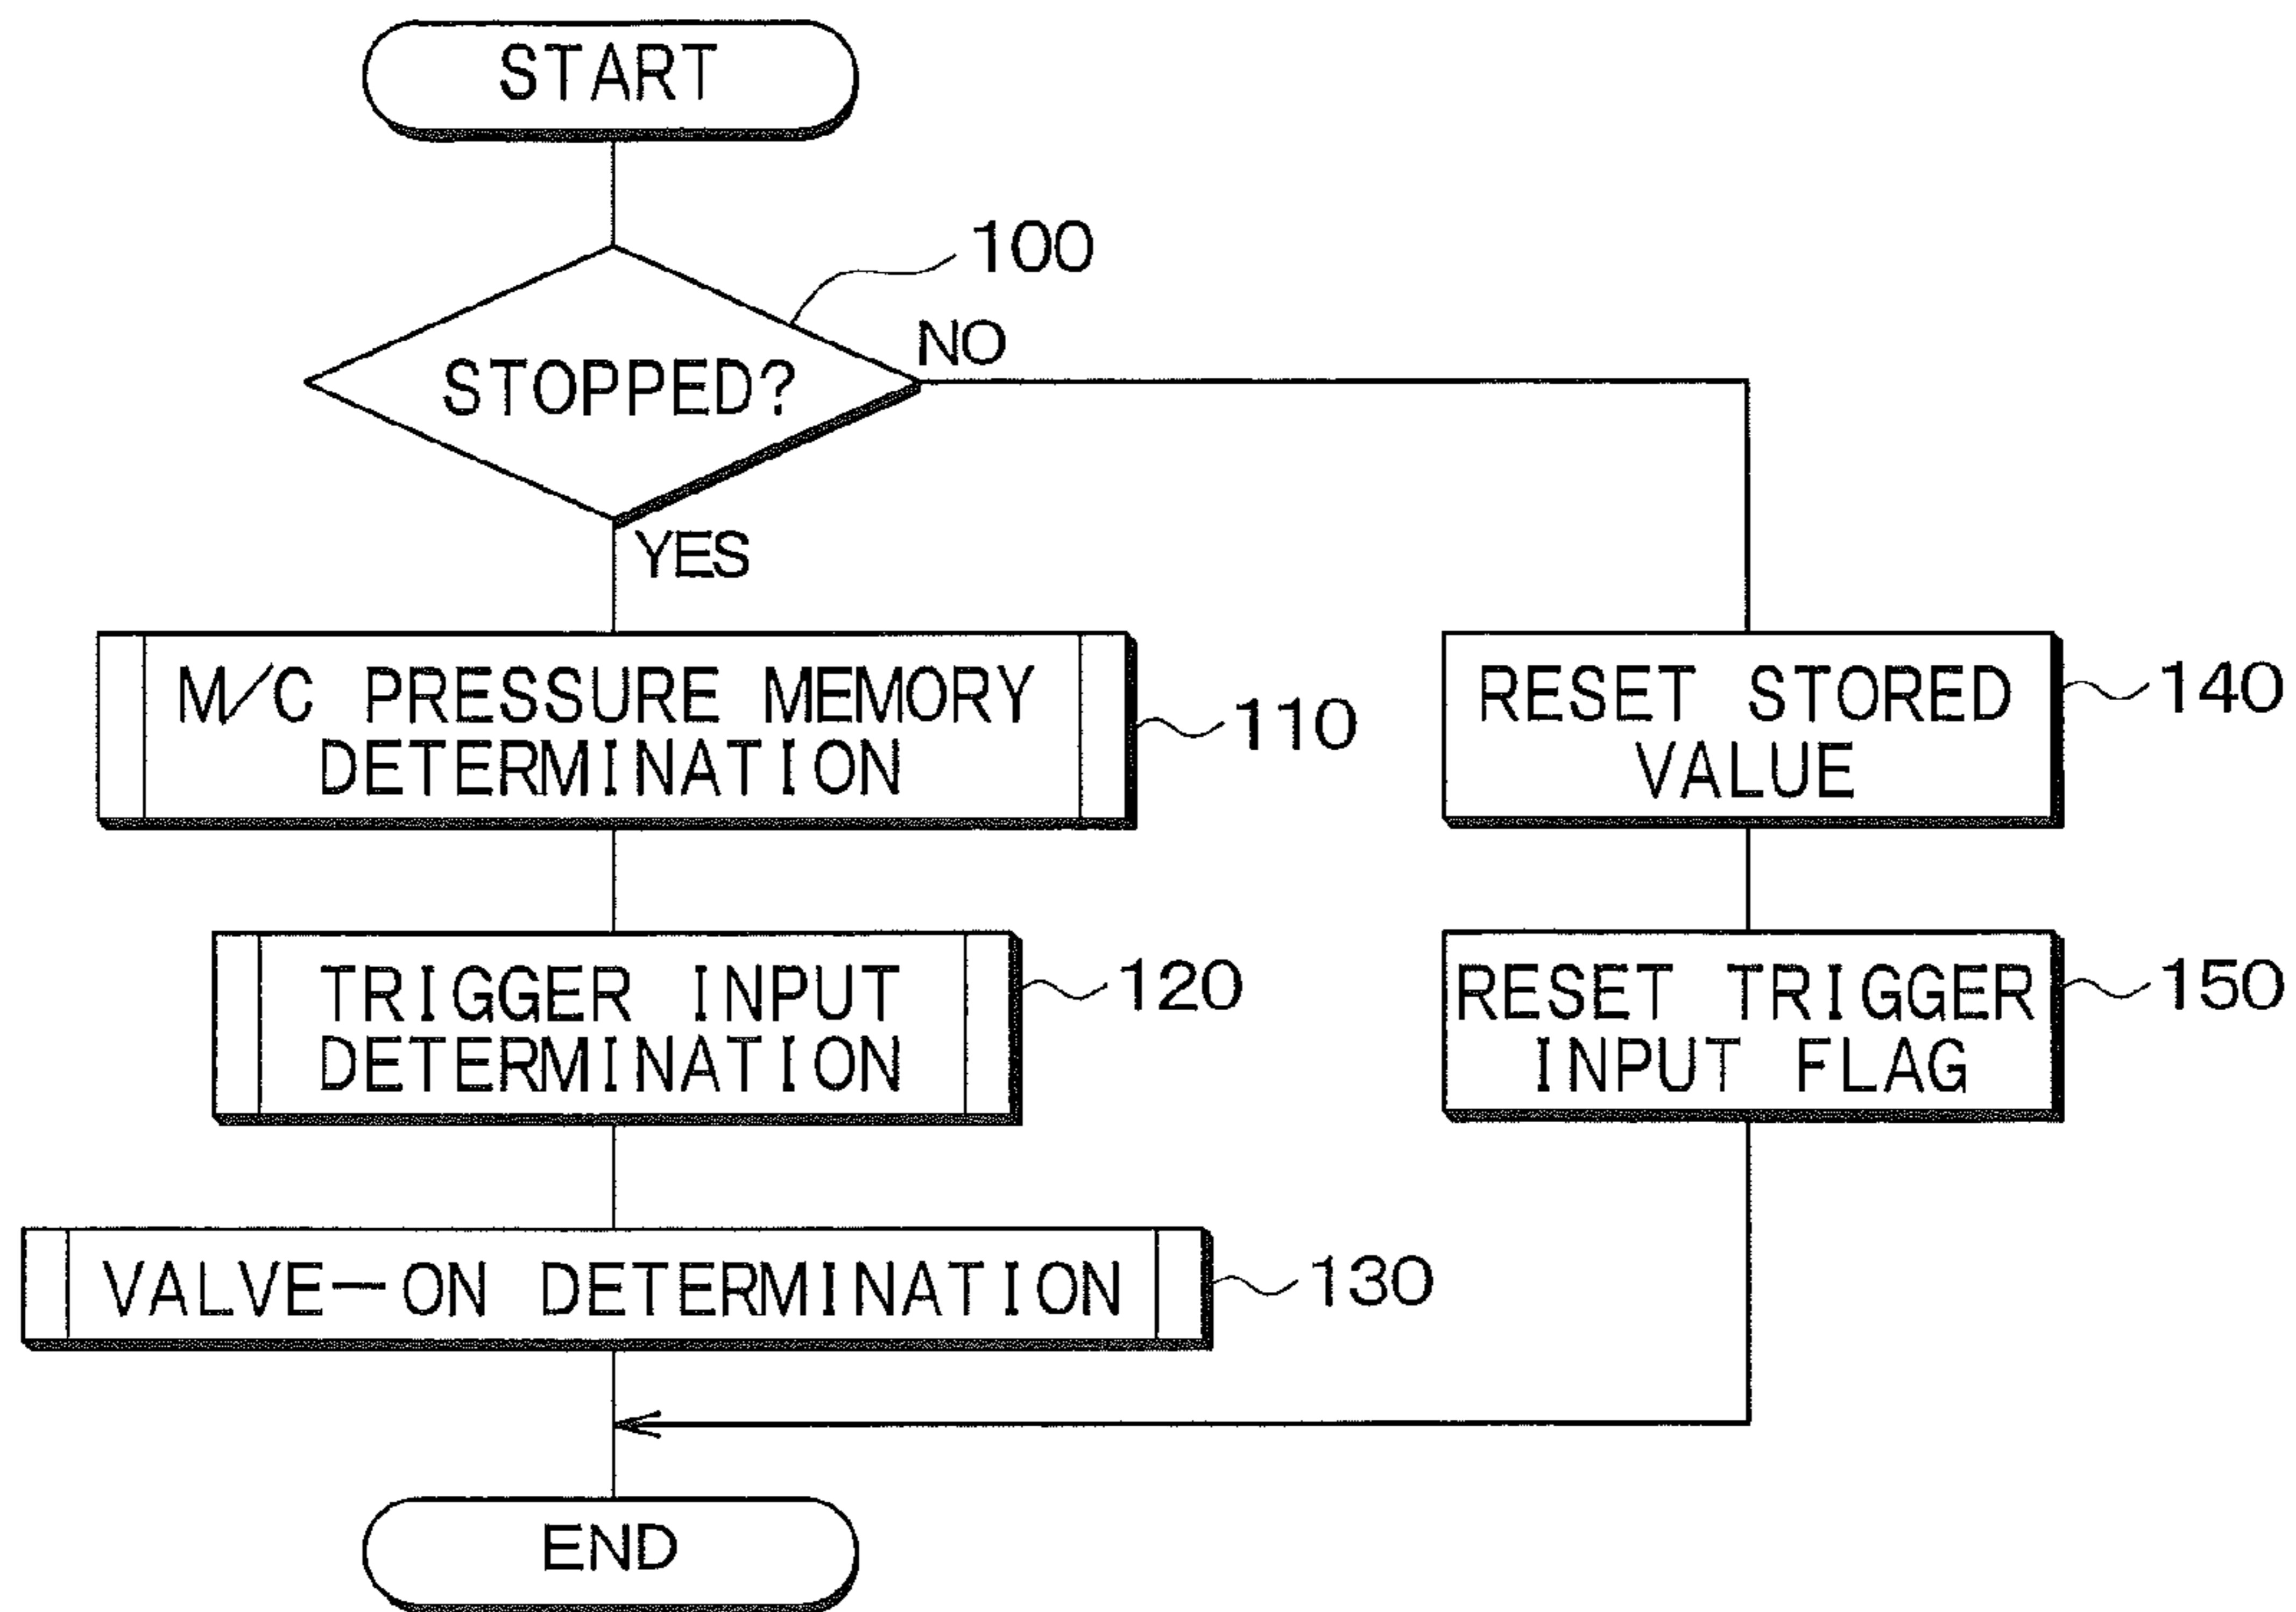 START
100
STOPPED?
NO
YES
M/C PRESSURE MEMORY
DETERMINATION
110
RESET STORED
VALUE
140
TRIGGER INPUT
DETERMINATION
120
RESET TRIGGER
INPUT FLAG
150
VALVE-ON DETERMINATION
130
END